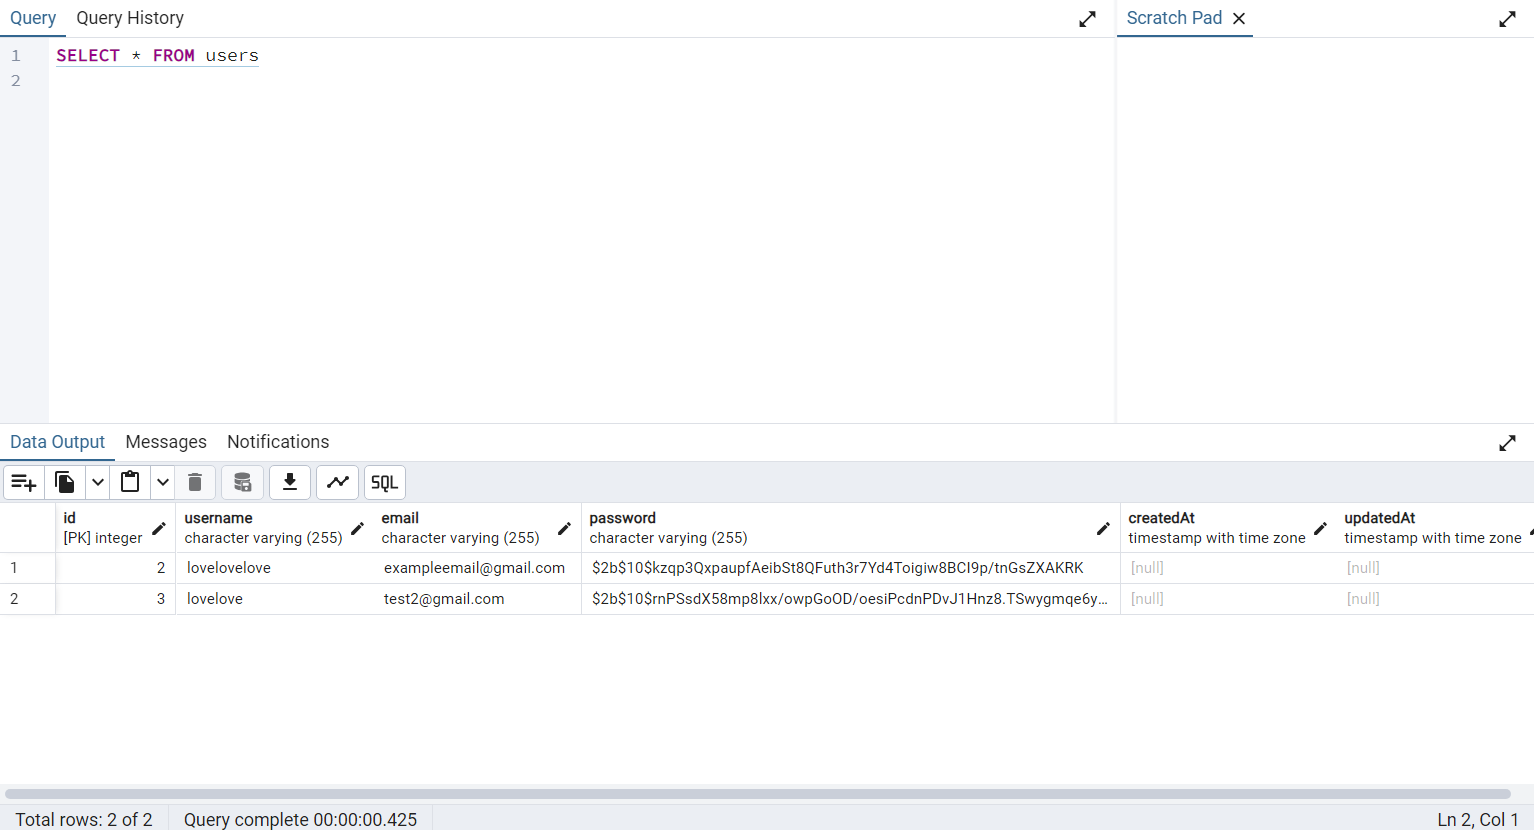 Query Query History Scratch Pad
1 SELECT * FROM users
2
Data Output Messages Notifications
SQL
id username email password createdAt updatedAt
[PK] integer character varying (255) character varying (255) character varying (255) timestamp with time zone timestamp with time zone
1 2 lovelovelove exampleemail@gmail.com $2b$10$kzqp3QxpaupfAeibSt8QFuth3r7Yd4Toigiw8BCI9p/tnGsZXAKRK [null] [null]
2 3 lovelove test2@gmail.com $2b$10$rnPSsdX58mp8lxx/owpGoOD/oesiPcdnPDvJ1Hnz8.TSwygmqe6y... [null] [null]
Total rows: 2 of 2 Query complete 00:00:00.425 Ln 2, Col 1